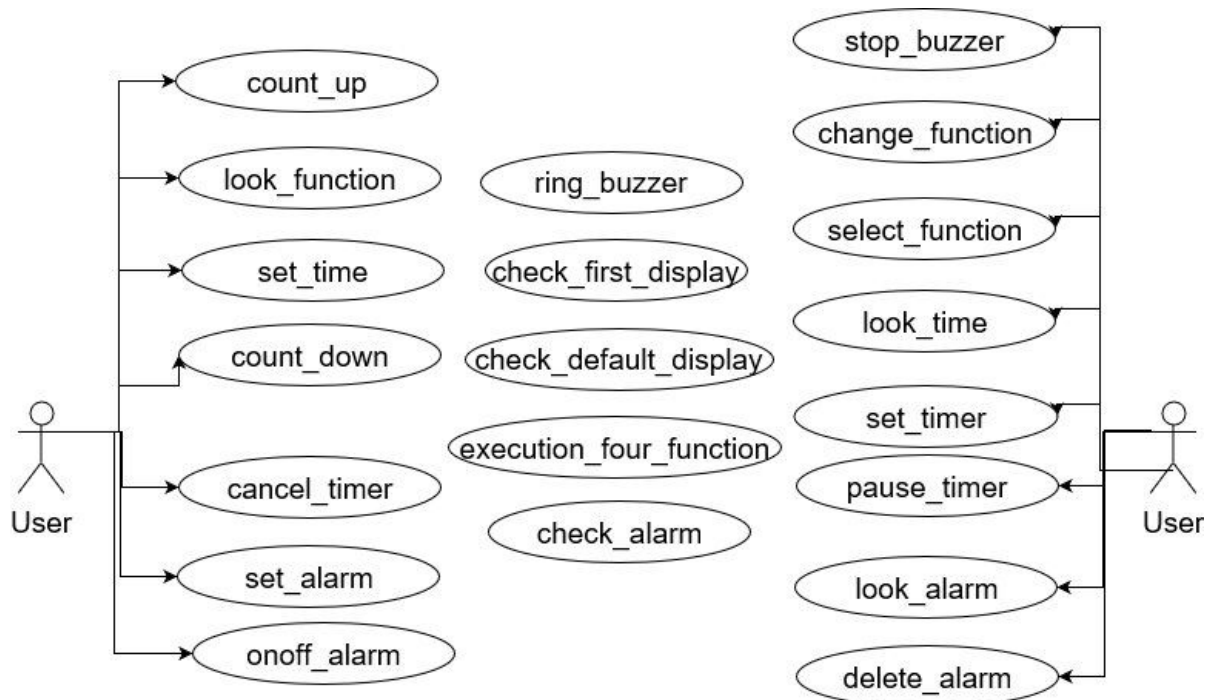 count_up
look_function
set_time
count_down
User
cancel_timer
set_alarm
onoff_alarm
ring_buzzer
check_first_display
check_default_display
execution_four_function
check_alarm
stop_buzzer
change_function
select_function
look_time
set_timer
pause_timer
User
look_alarm
delete_alarm